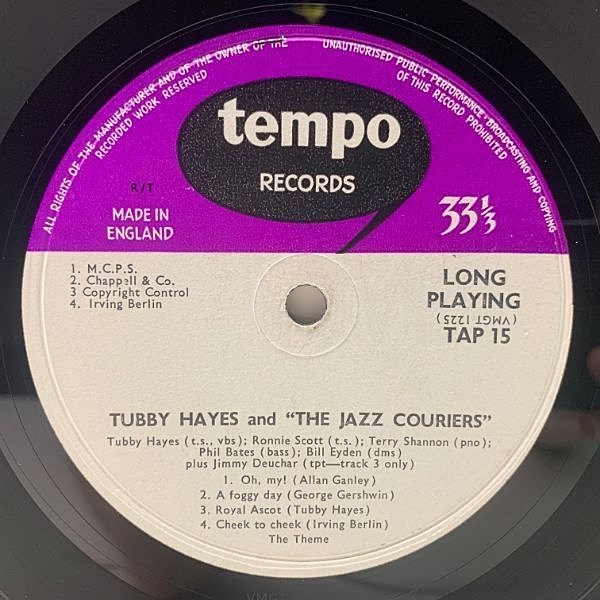 ALL RIGHTS OF THE MANUFACTURER AND OF THE OWNER OF THE
RECORDED WORK RESERVED
UNAUTHORISED PUBLIC PERFORMANCE · BROADCASTING AND COPYING
OF THIS RECORD PROHIBITED
tempo
RECORDS
R/T
MADE IN
ENGLAND
33⅓
1. M.C.P.S.
2. Chappell & Co.
3 Copyright Control
4. Irving Berlin
LONG
PLAYING
(VMGT 1225)
TAP 15
TUBBY HAYES and "THE JAZZ COURIERS"
Tubby Hayes (t.s., vbs); Ronnie Scott (t.s.); Terry Shannon (pno);
Phil Bates (bass); Bill Eyden (dms)
plus Jimmy Deuchar (tpt—track 3 only)
1. Oh, my! (Allan Ganley)
2. A foggy day (George Gershwin)
3. Royal Ascot (Tubby Hayes)
4. Cheek to cheek (Irving Berlin)
The Theme